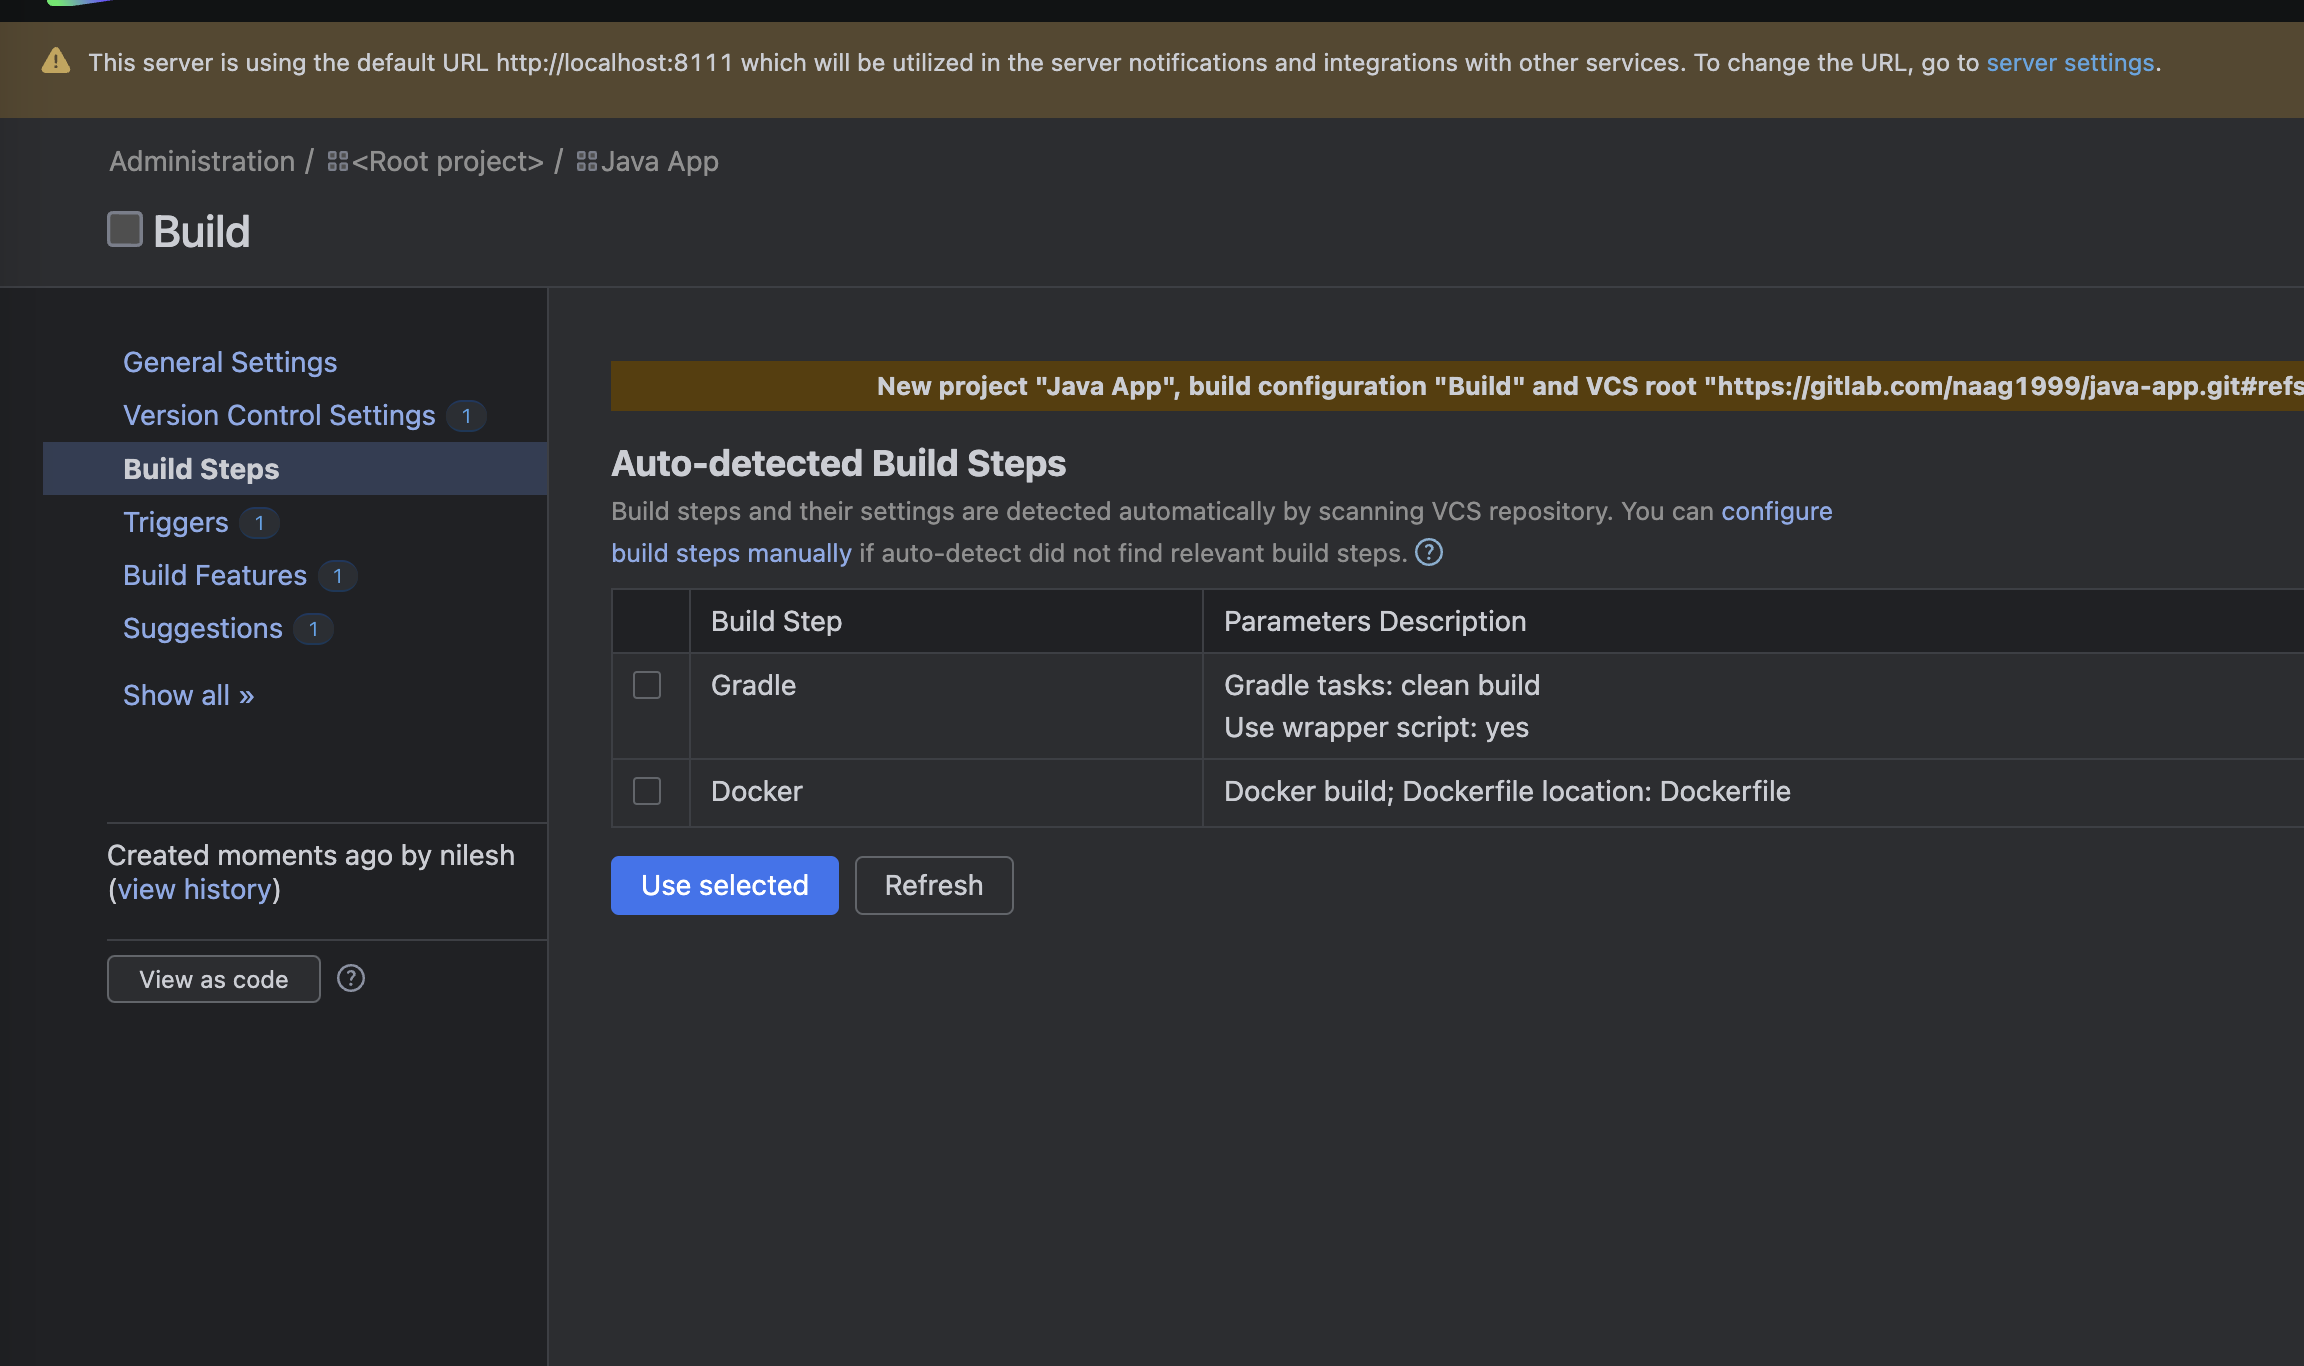 This server is using the default URL http://localhost:8111 which will be utilized in the server notifications and integrations with other services. To change the URL, go to server settings.
Administration / <Root project> / Java App
Build
General Settings
Version Control Settings 1
Build Steps
Triggers 1
Build Features 1
Suggestions 1
Show all »
Created moments ago by nilesh
(view history)
View as code ?
New project "Java App", build configuration "Build" and VCS root "https://gitlab.com/naag1999/java-app.git#refs
Auto-detected Build Steps
Build steps and their settings are detected automatically by scanning VCS repository. You can configure
build steps manually if auto-detect did not find relevant build steps. ?
Build Step Parameters Description
Gradle Gradle tasks: clean build
Use wrapper script: yes
Docker Docker build; Dockerfile location: Dockerfile
Use selected Refresh